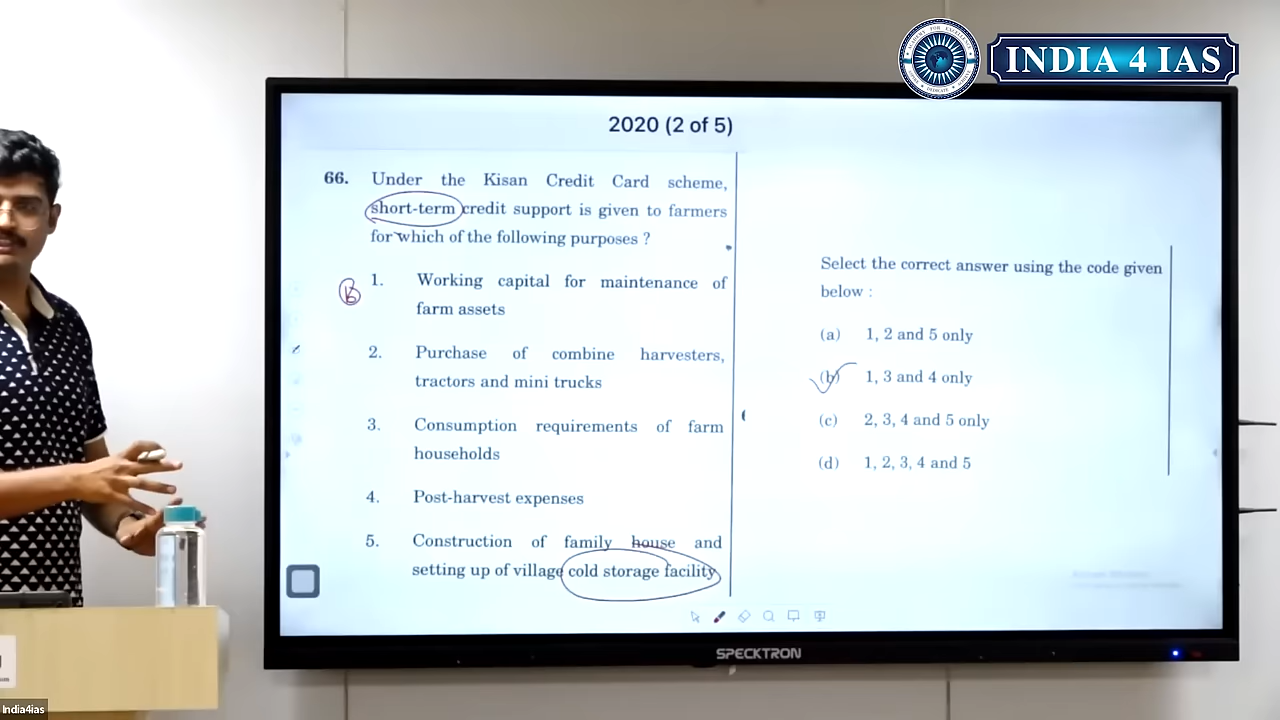 INDIA 4 IAS
2020 (2 of 5)
66. Under the Kisan Credit Card scheme,
short-term credit support is given to farmers
for which of the following purposes ?
B
1. Working capital for maintenance of
farm assets
2. Purchase of combine harvesters,
tractors and mini trucks
3. Consumption requirements of farm
households
4. Post-harvest expenses
5. Construction of family house and
setting up of village cold storage facility
Select the correct answer using the code given
below :
(a) 1, 2 and 5 only
(b) 1, 3 and 4 only
(c) 2, 3, 4 and 5 only
(d) 1, 2, 3, 4 and 5
SPECKTRON
India4ias